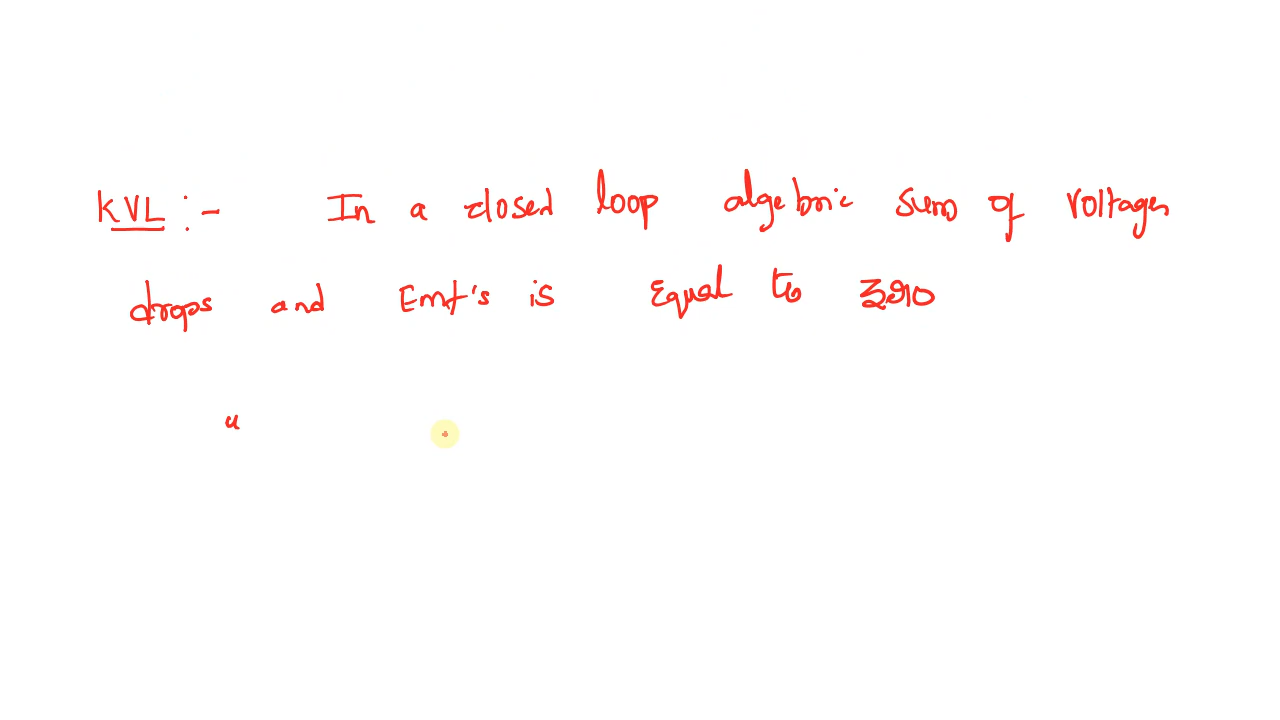 KVL :- In a closed loop algebric sum of voltages
drops and Emf's is Equal to zero
"